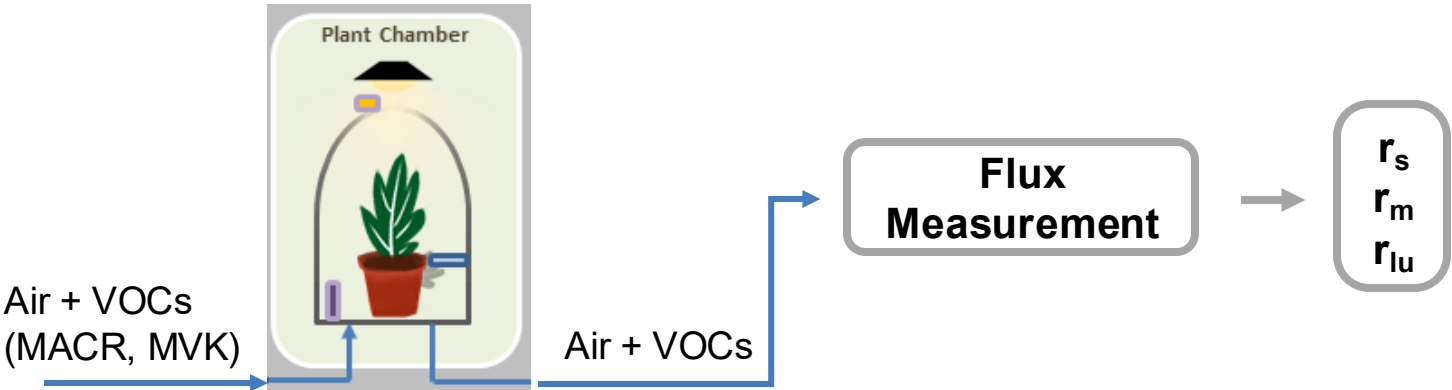 Plant Chamber
Air + VOCs
(MACR, MVK)
Air + VOCs
Flux
Measurement
rs
rm
rlu